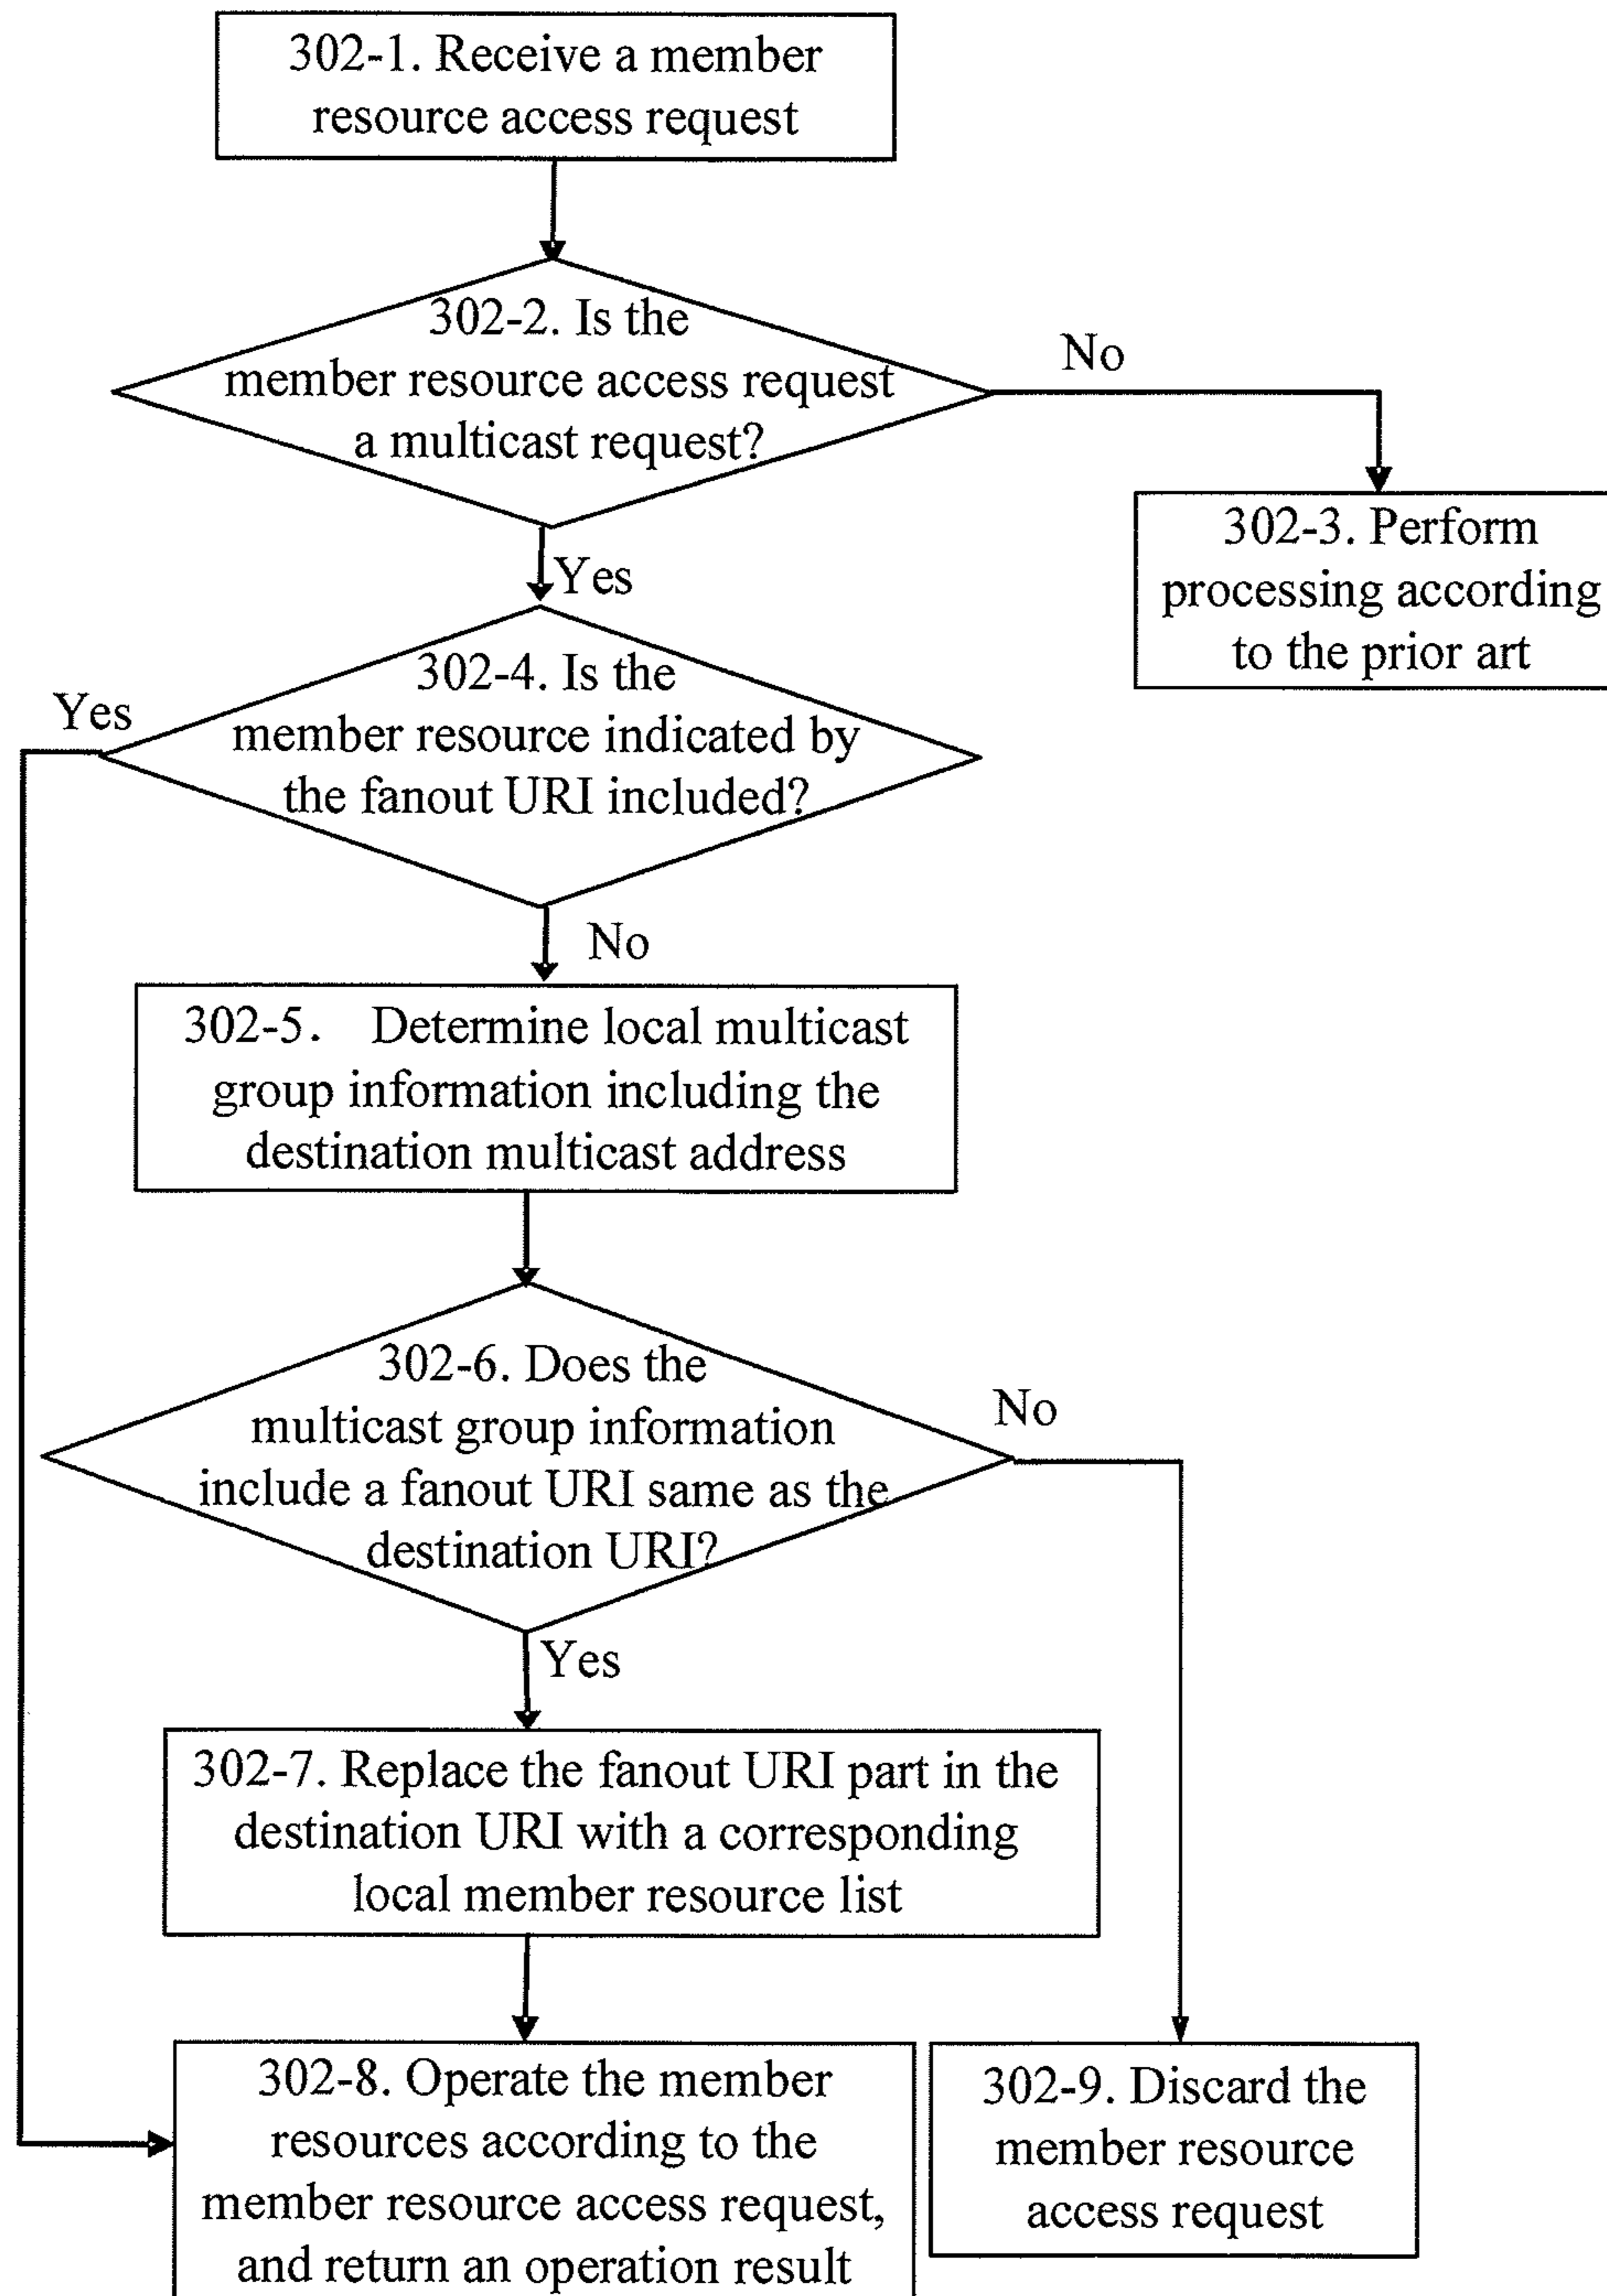 302-1. Receive a member
resource access request
302-2. Is the
member resource access request
a multicast request?
No
Yes
302-3. Perform
processing according
to the prior art
302-4. Is the
member resource indicated by
the fanout URI included?
Yes
No
302-5. Determine local multicast
group information including the
destination multicast address
302-6. Does the
multicast group information
include a fanout URI same as the
destination URI?
No
Yes
302-7. Replace the fanout URI part in the
destination URI with a corresponding
local member resource list
302-8. Operate the member
resources according to the
member resource access request,
and return an operation result
302-9. Discard the
member resource
access request